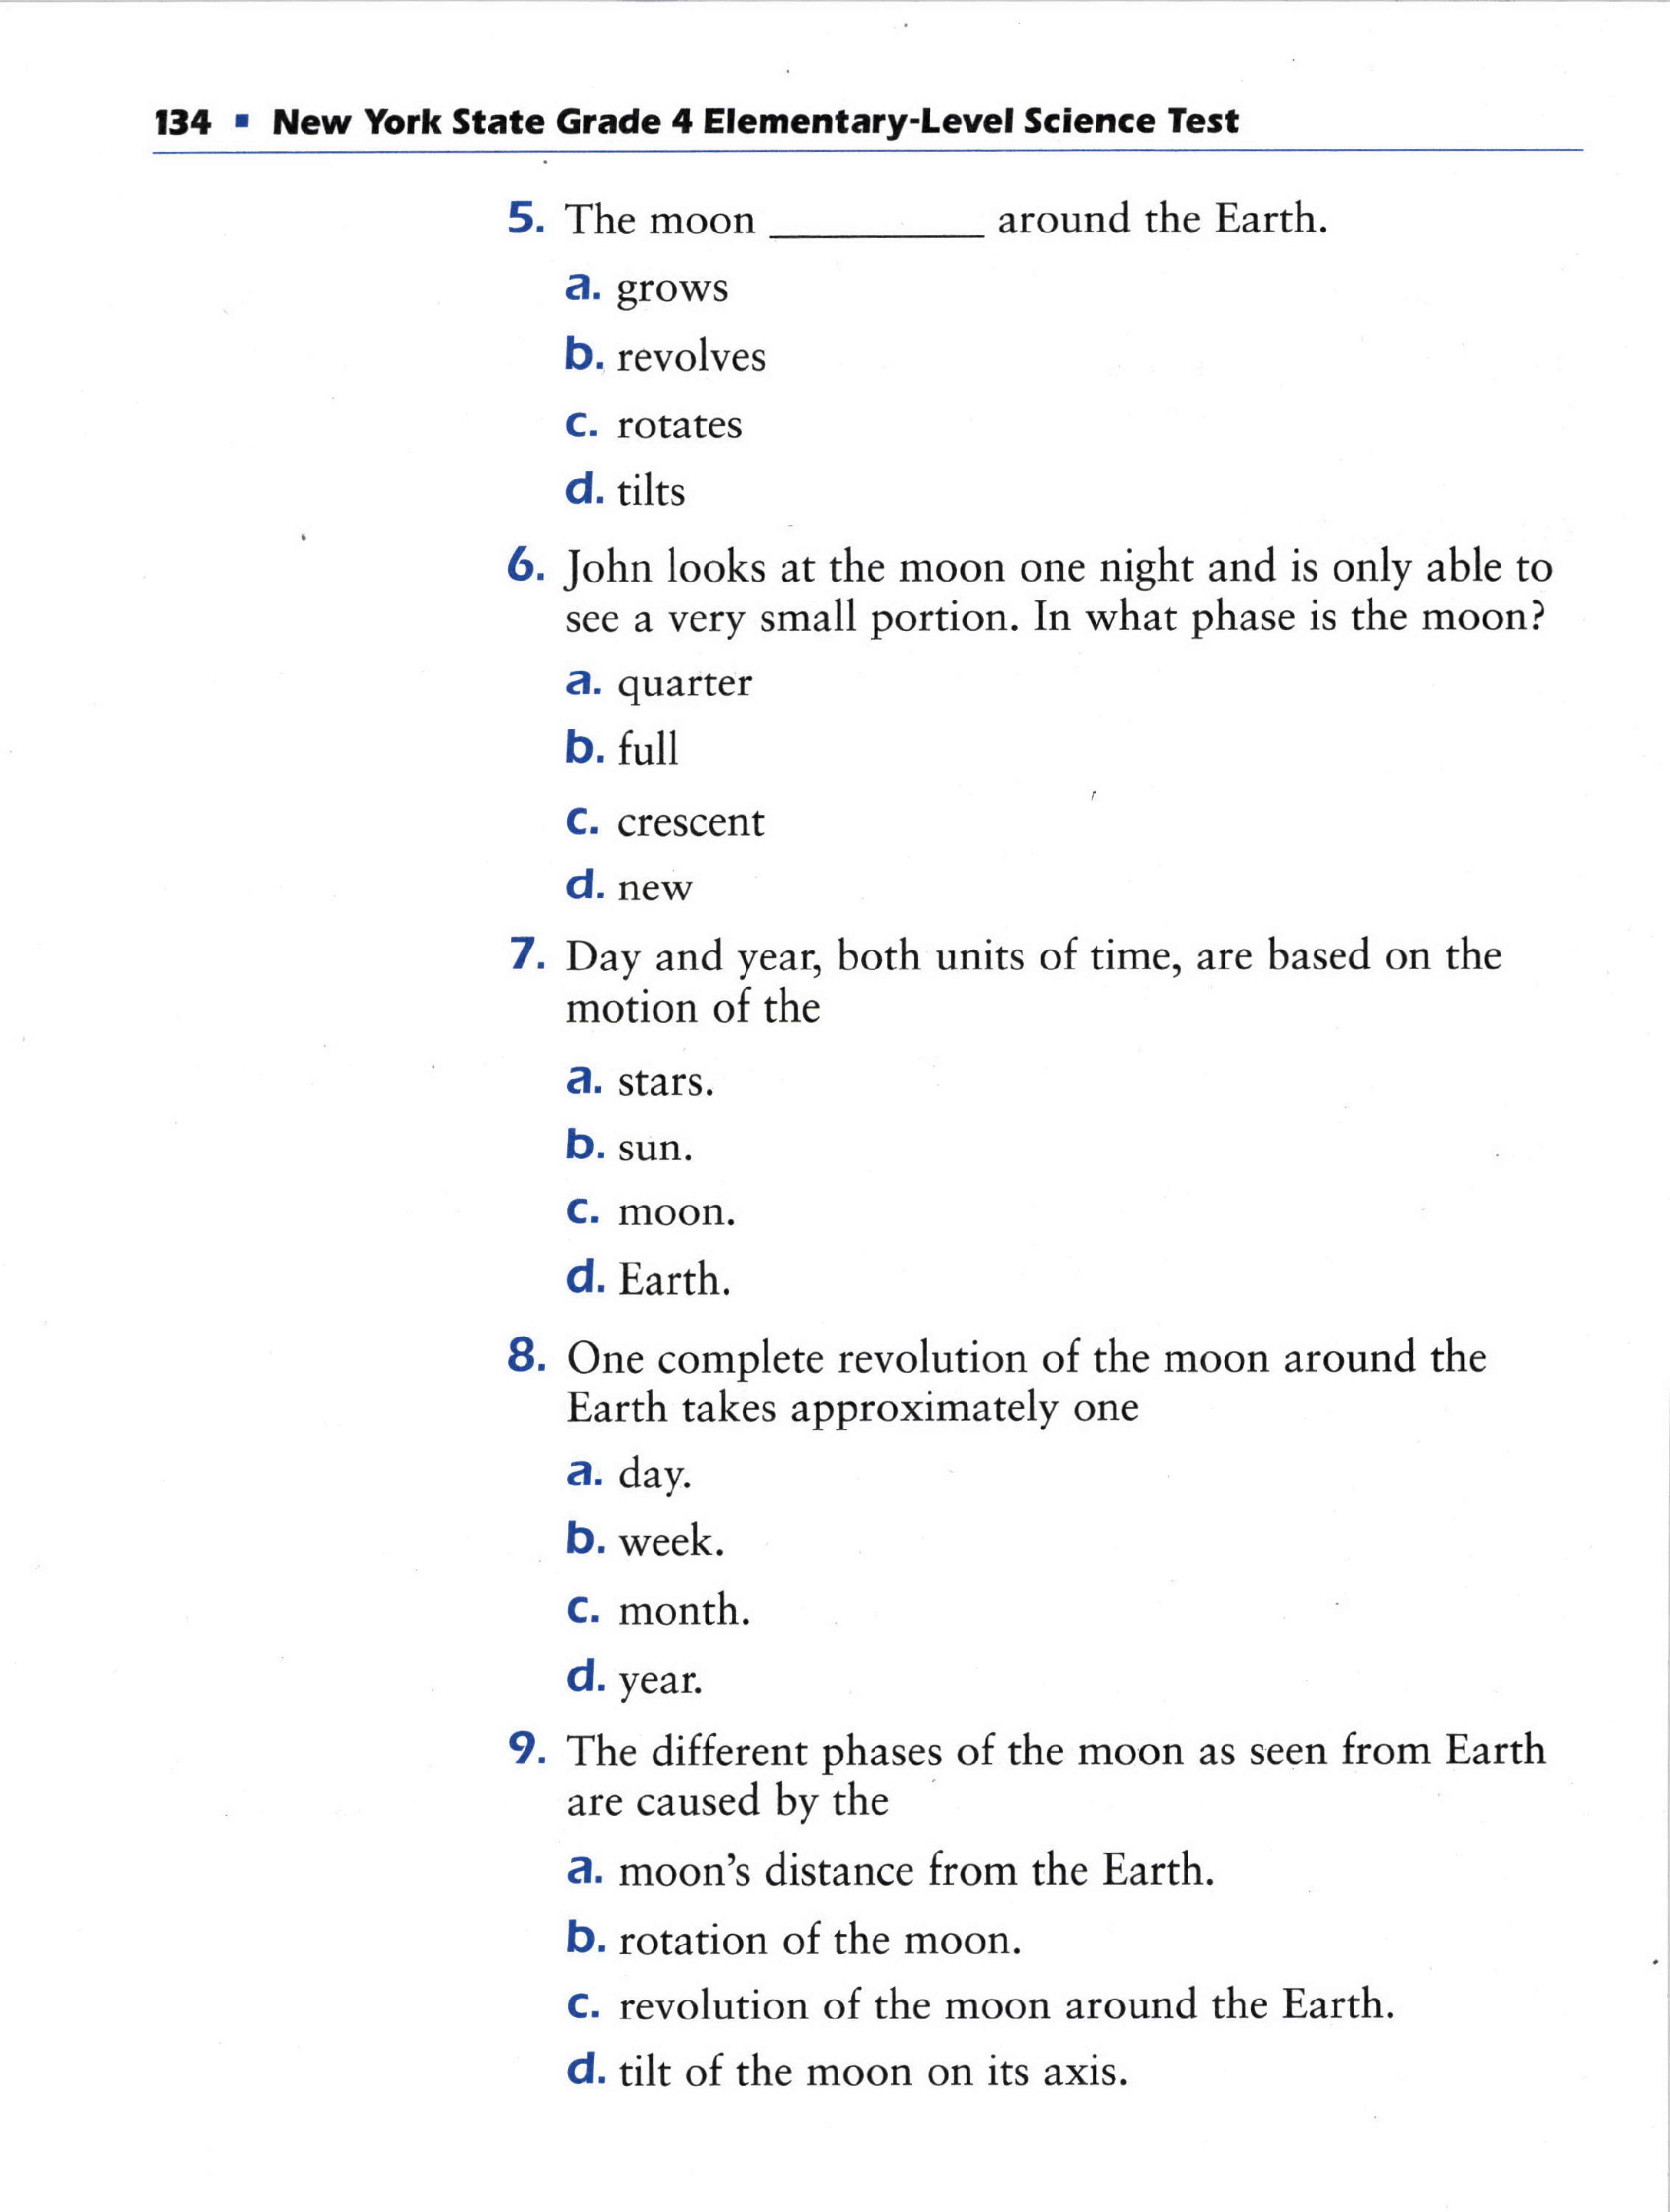 134 ▪ New York State Grade 4 Elementary-Level Science Test
5. The moon __________ around the Earth.
a. grows
b. revolves
c. rotates
d. tilts
6. John looks at the moon one night and is only able to
see a very small portion. In what phase is the moon?
a. quarter
b. full
c. crescent
d. new
7. Day and year, both units of time, are based on the
motion of the
a. stars.
b. sun.
c. moon.
d. Earth.
8. One complete revolution of the moon around the
Earth takes approximately one
a. day.
b. week.
c. month.
d. year.
9. The different phases of the moon as seen from Earth
are caused by the
a. moon’s distance from the Earth.
b. rotation of the moon.
c. revolution of the moon around the Earth.
d. tilt of the moon on its axis.